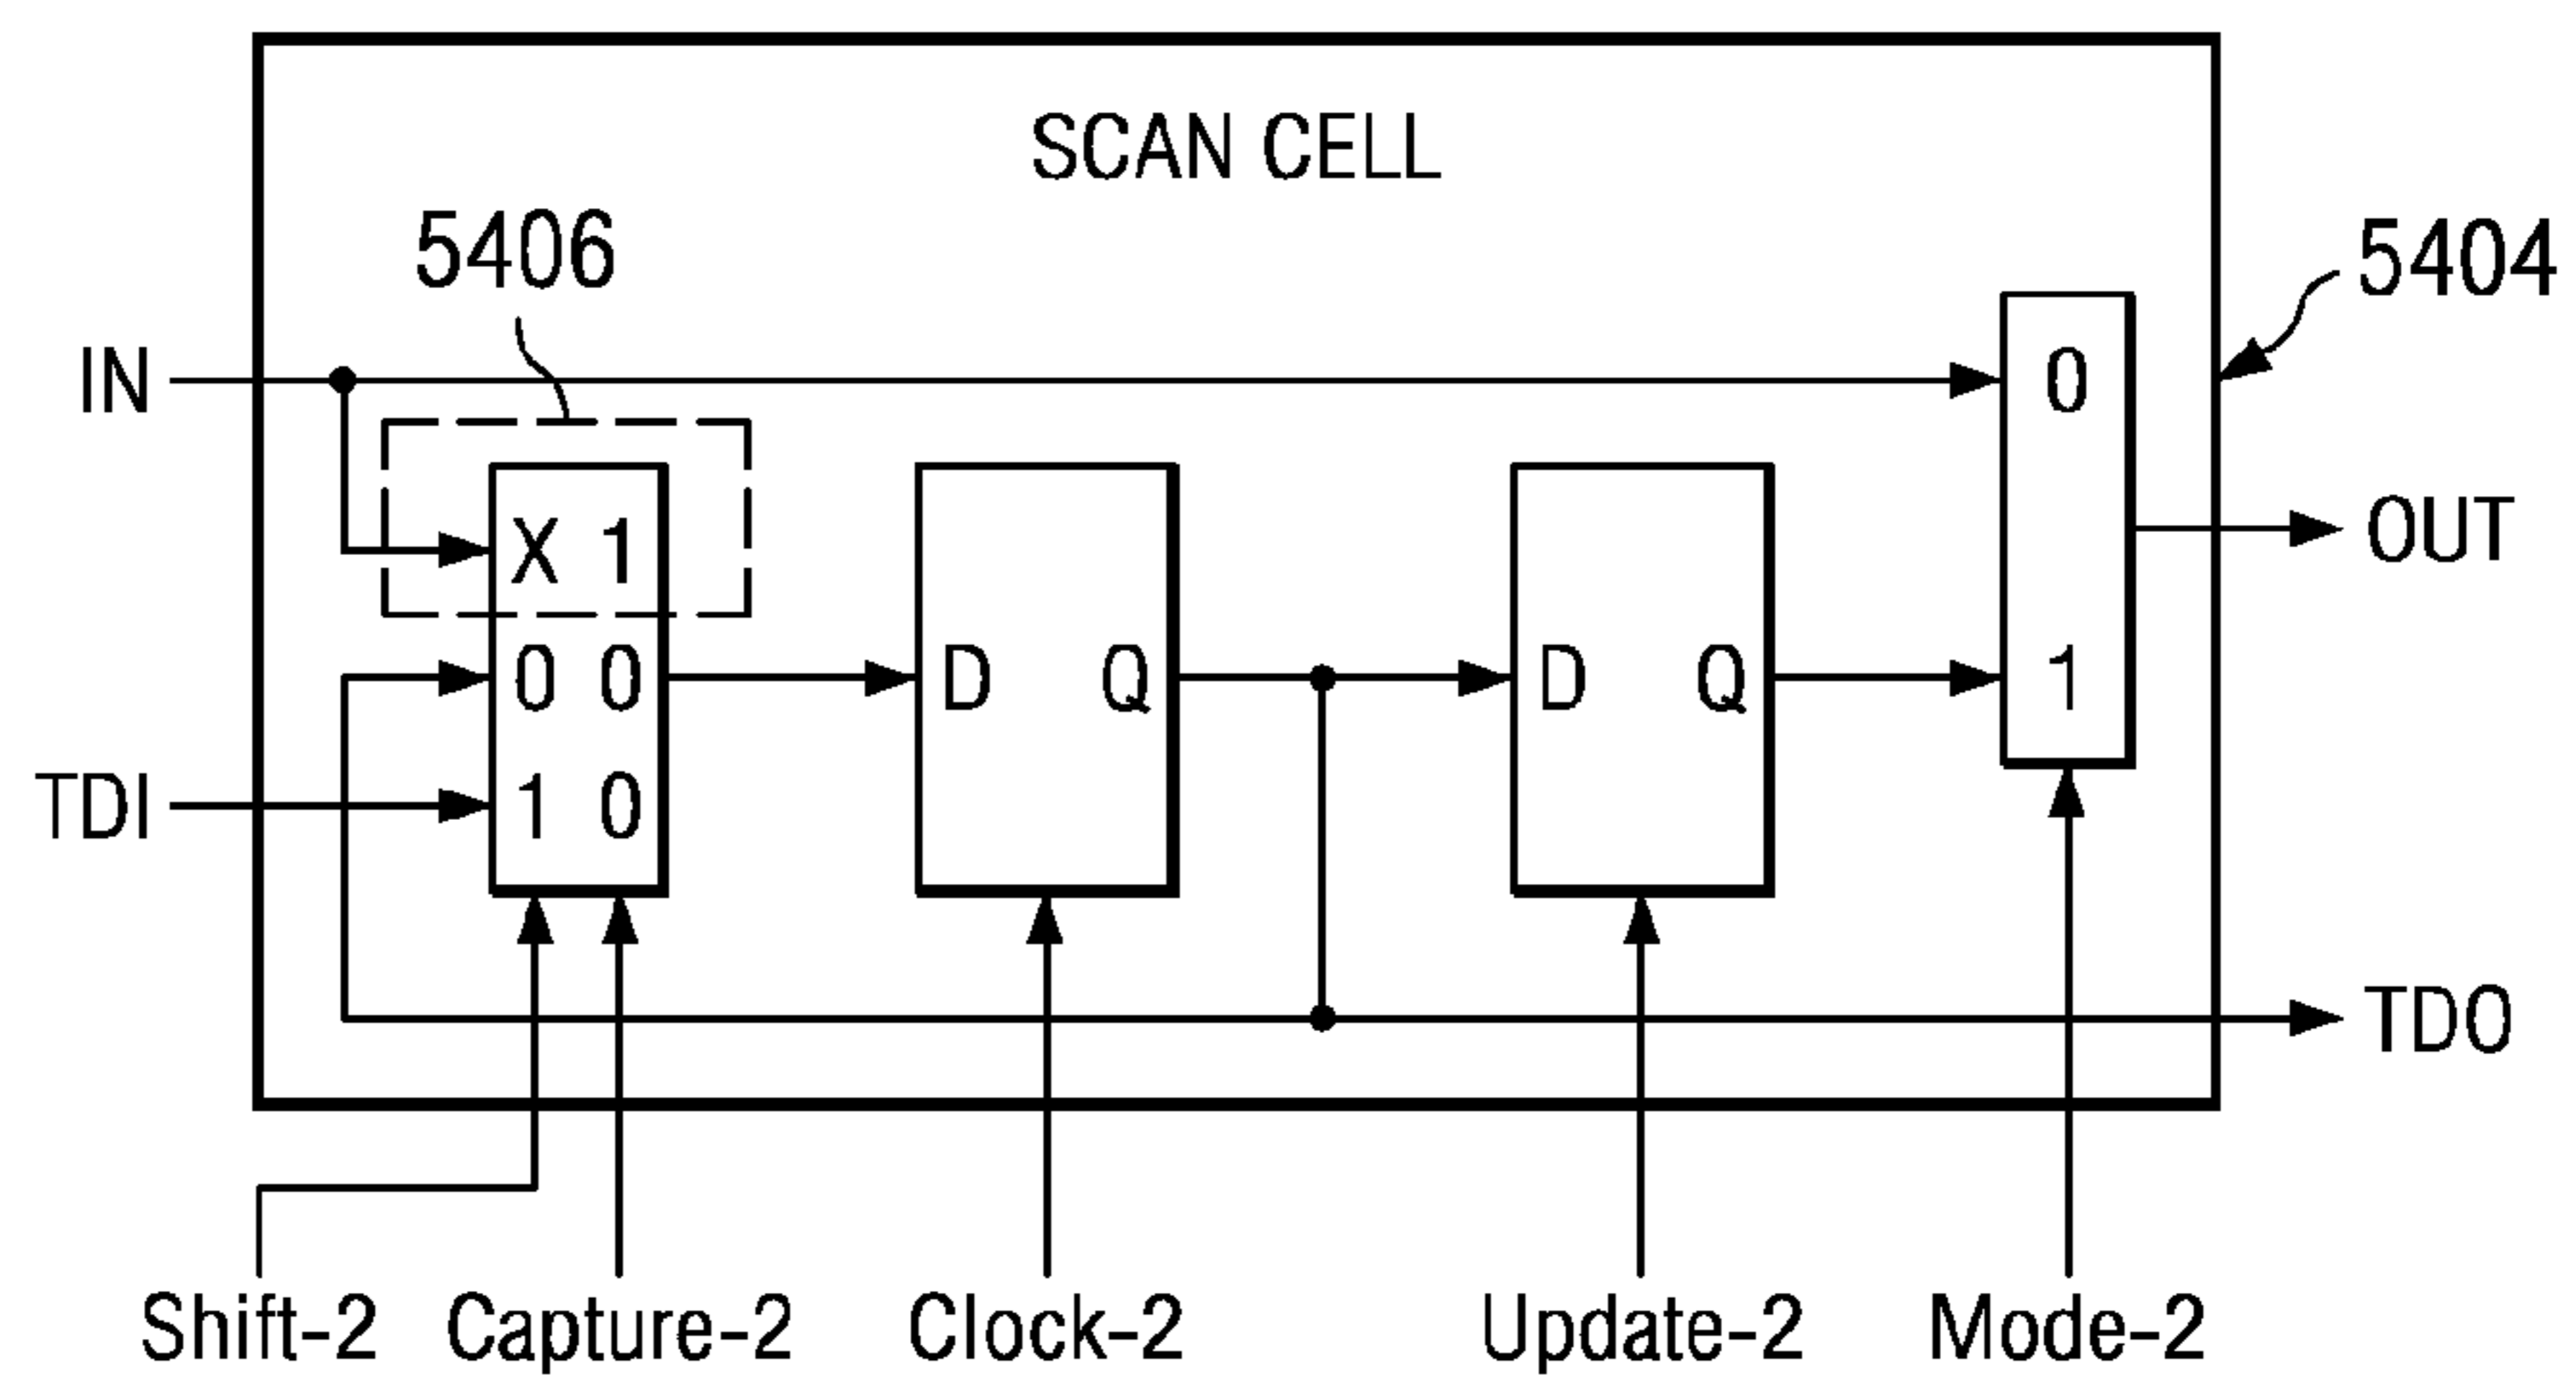 SCAN CELL
5406
5404
IN
0
X 1
OUT
0 0
D Q
D Q
1
TDI
1 0
TDO
Shift-2
Capture-2
Clock-2
Update-2
Mode-2